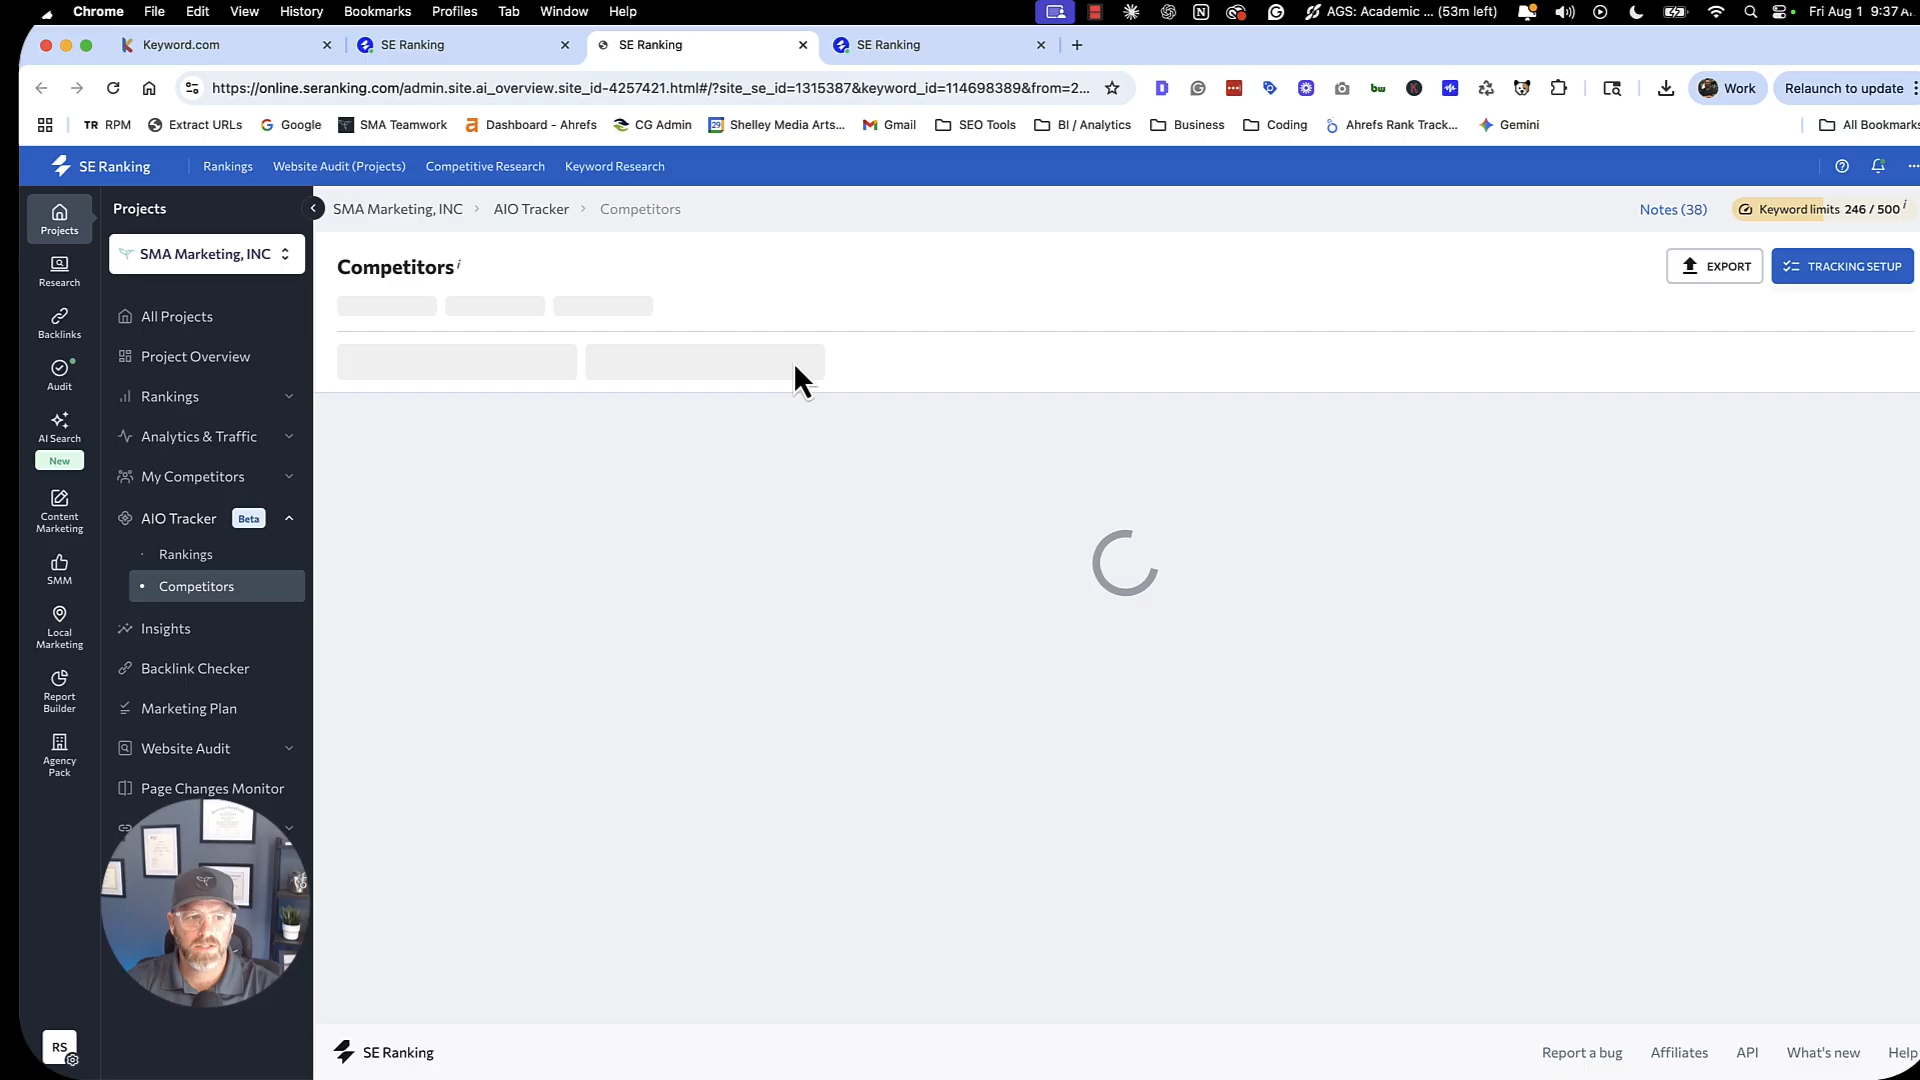 Chrome File Edit View History Bookmarks Profiles Tab Window Help
AGS: Academic ... (53m left)
Fri Aug 1 9:37 A
Keyword.com
SE Ranking
SE Ranking
SE Ranking
https://online.seranking.com/admin.site.ai_overview.site_id-4257421.html#/?site_se_id=1315387&keyword_id=114698389&from=2...
Work
Relaunch to update
TR RPM
Extract URLs
Google
SMA Teamwork
Dashboard - Ahrefs
CG Admin
Shelley Media Arts...
Gmail
SEO Tools
BI / Analytics
Business
Coding
Ahrefs Rank Track...
Gemini
All Bookmarks
SE Ranking
Rankings
Website Audit (Projects)
Competitive Research
Keyword Research
Projects
Research
Backlinks
Audit
AI Search
New
Content
Marketing
SMM
Local
Marketing
Report
Builder
Agency
Pack
RS
Projects
SMA Marketing, INC
All Projects
Project Overview
Rankings
Analytics & Traffic
My Competitors
AIO Tracker Beta
Rankings
Competitors
Insights
Backlink Checker
Marketing Plan
Website Audit
Page Changes Monitor
SMA Marketing, INC > AIO Tracker > Competitors
Notes (38)
Keyword limits 246 / 500 i
Competitors i
EXPORT
TRACKING SETUP
SE Ranking
Report a bug
Affiliates
API
What's new
Help